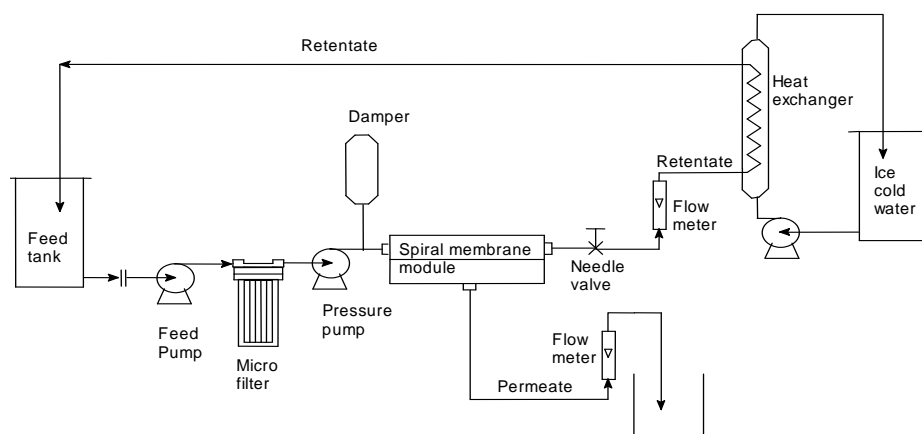 Retentate
Damper
Heat
exchanger
Retentate
Ice
cold
water
Flow
meter
Feed
tank
Spiral membrane
module
Needle
valve
Feed
Pump
Micro
filter
Pressure
pump
Flow
meter
Permeate